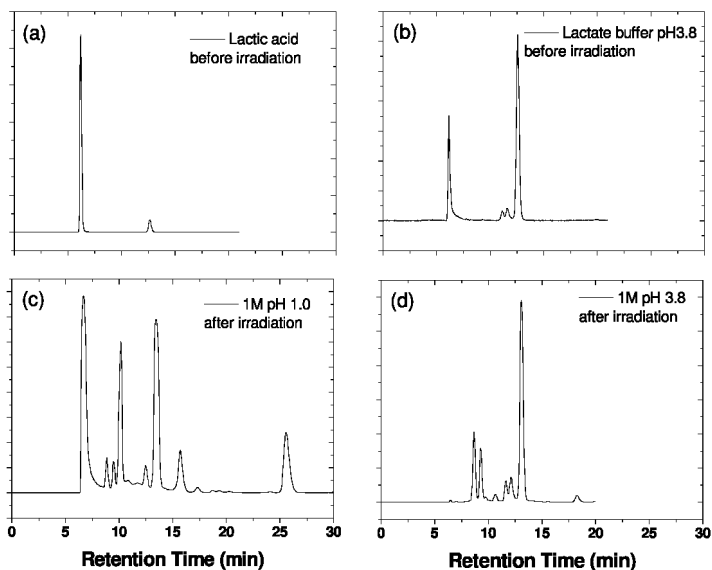 (a)
Lactic acid
before irradiation
(b)
Lactate buffer pH3.8
before irradiation
(c)
1M pH 1.0
after irradiation
0 5 10 15 20 25 30
Retention Time (min)
(d)
1M pH 3.8
after irradiation
0 5 10 15 20 25 30
Retention Time (min)